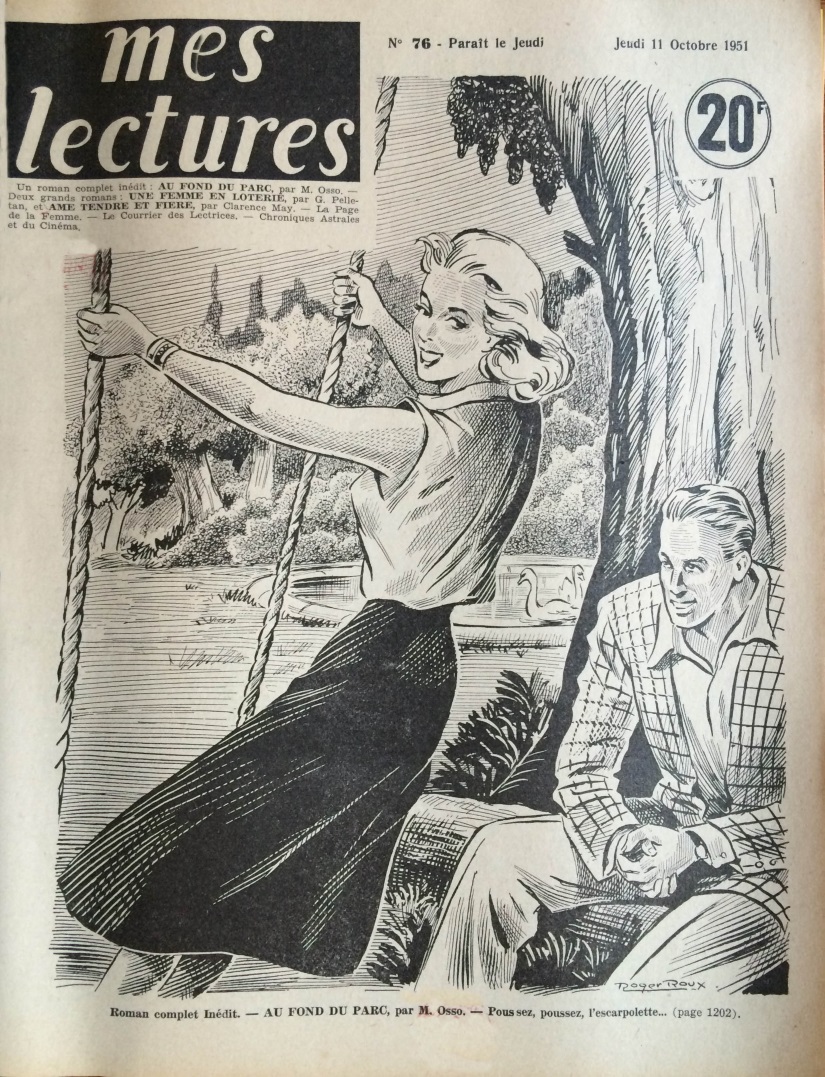 mes
lectures
N° 76 - Paraît le Jeudi
Jeudi 11 Octobre 1951
20F
Un roman complet inédit : AU FOND DU PARC, par M. Osso. —
Deux grands romans : UNE FEMME EN LOTERIE, par G. Pelle-
tan, et AME TENDRE ET FIERE, par Clarence May. — La Page
de la Femme. — Le Courrier des Lectrices. — Chroniques Astrales
et du Cinéma.
Roger Roux
Roman complet Inédit. — AU FOND DU PARC, par M. Osso. — Poussez, poussez, l'escarpolette... (page 1202).